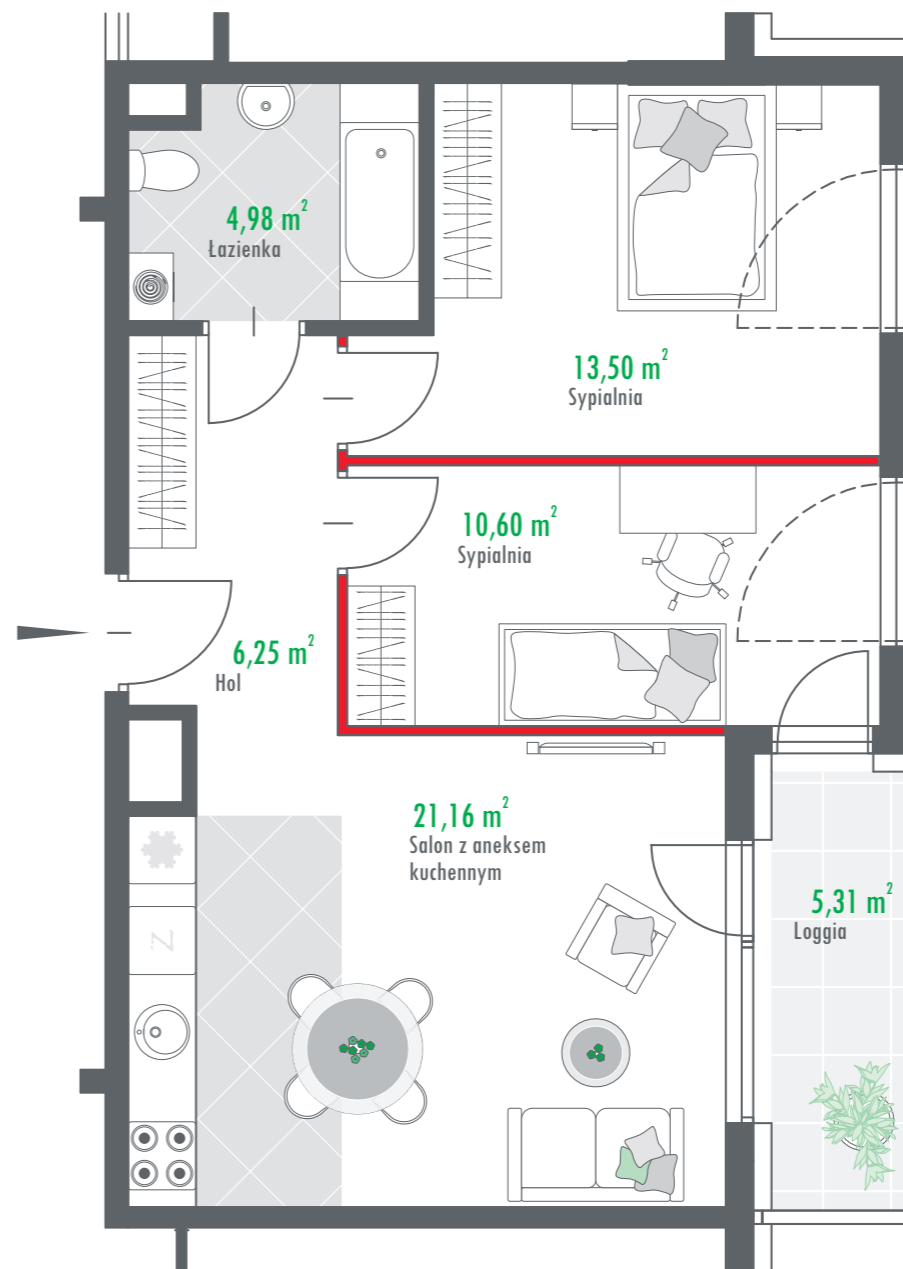 4,98 m²
Łazienka
13,50 m²
Sypialnia
10,60 m²
Sypialnia
6,25 m²
Hol
21,16 m²
Salon z aneksem
kuchennym
5,31 m²
Loggia
Z